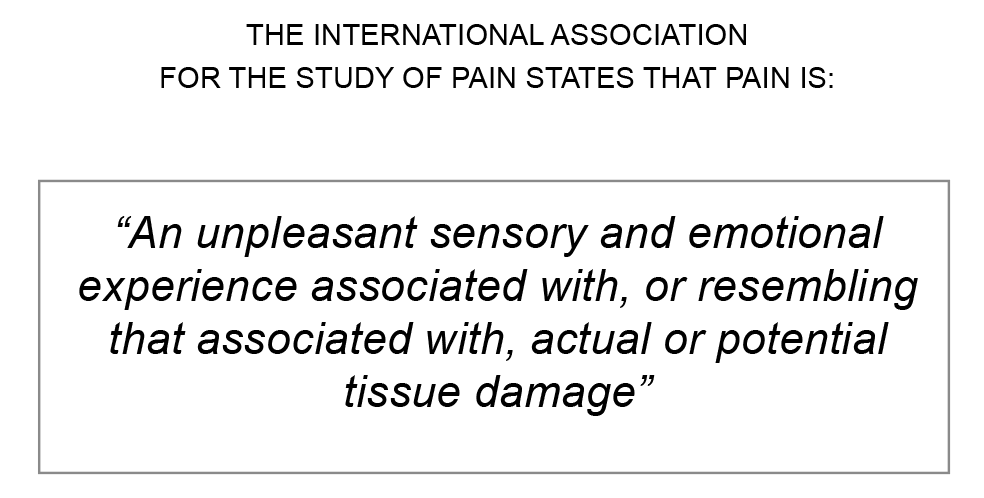 THE INTERNATIONAL ASSOCIATION
FOR THE STUDY OF PAIN STATES THAT PAIN IS:
“An unpleasant sensory and emotional
experience associated with, or resembling
that associated with, actual or potential
tissue damage”